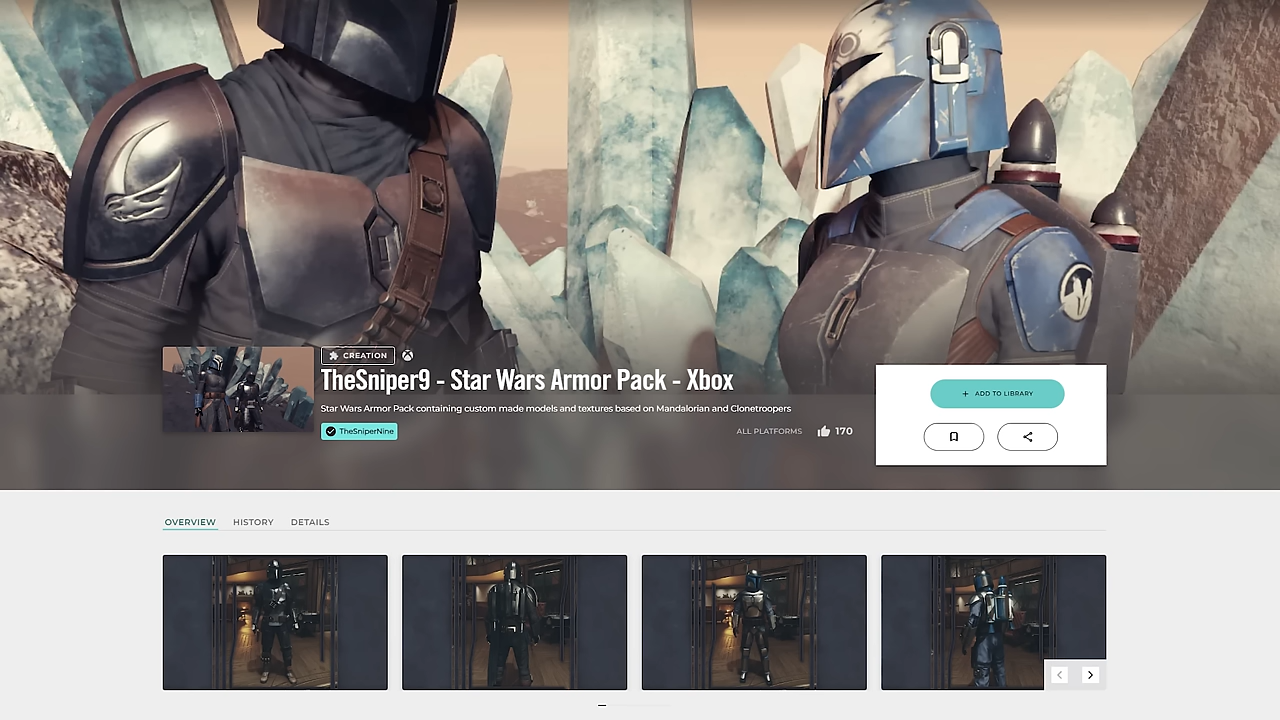 CREATION
TheSniper9 - Star Wars Armor Pack - Xbox
Star Wars Armor Pack containing custom made models and textures based on Mandalorian and Clonetroopers
TheSniperNine
ALL PLATFORMS 170
+ ADD TO LIBRARY
OVERVIEW HISTORY DETAILS